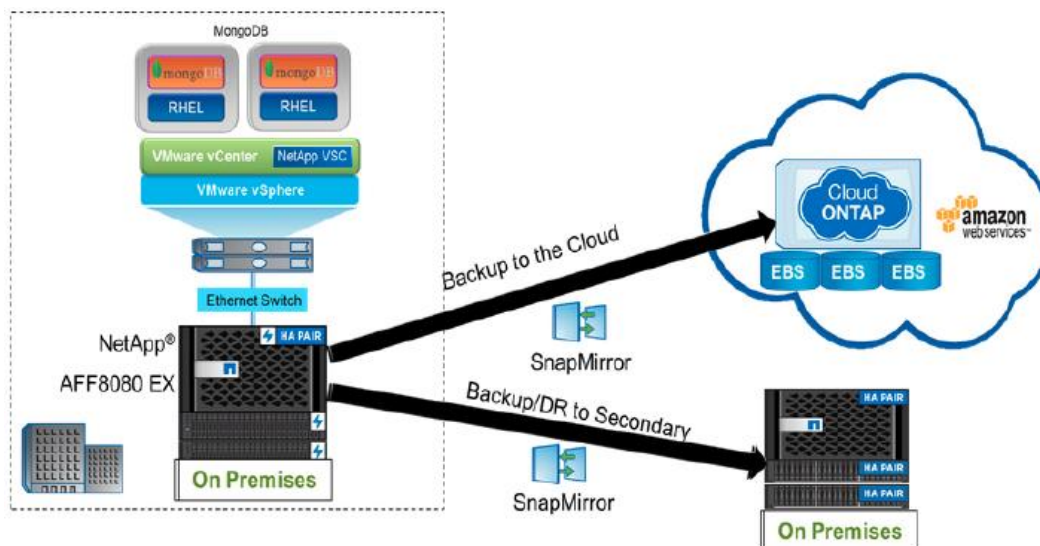 MongoDB
mongoDB
mongoDB
RHEL
RHEL
VMware vCenter
NetApp VSC
VMware vSphere
Ethernet Switch
NetApp®
AFF8080 EX
HA PAIR
On Premises
Backup to the Cloud
SnapMirror
Backup/DR to Secondary
SnapMirror
Cloud
ONTAP
amazon
webservices™
EBS
EBS
EBS
HA PAIR
HA PAIR
HA PAIR
On Premises